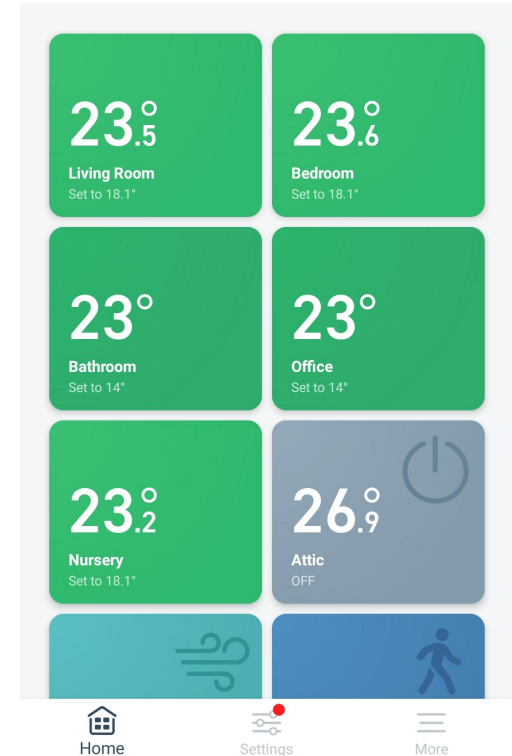 23.5°
23.6°
Living Room
Bedroom
Set to 18.1°
Set to 18.1°
23°
23°
Bathroom
Office
Set to 14°
Set to 14°
23.2°
26.9°
Nursery
Attic
Set to 18.1°
OFF
Home
Settings
More